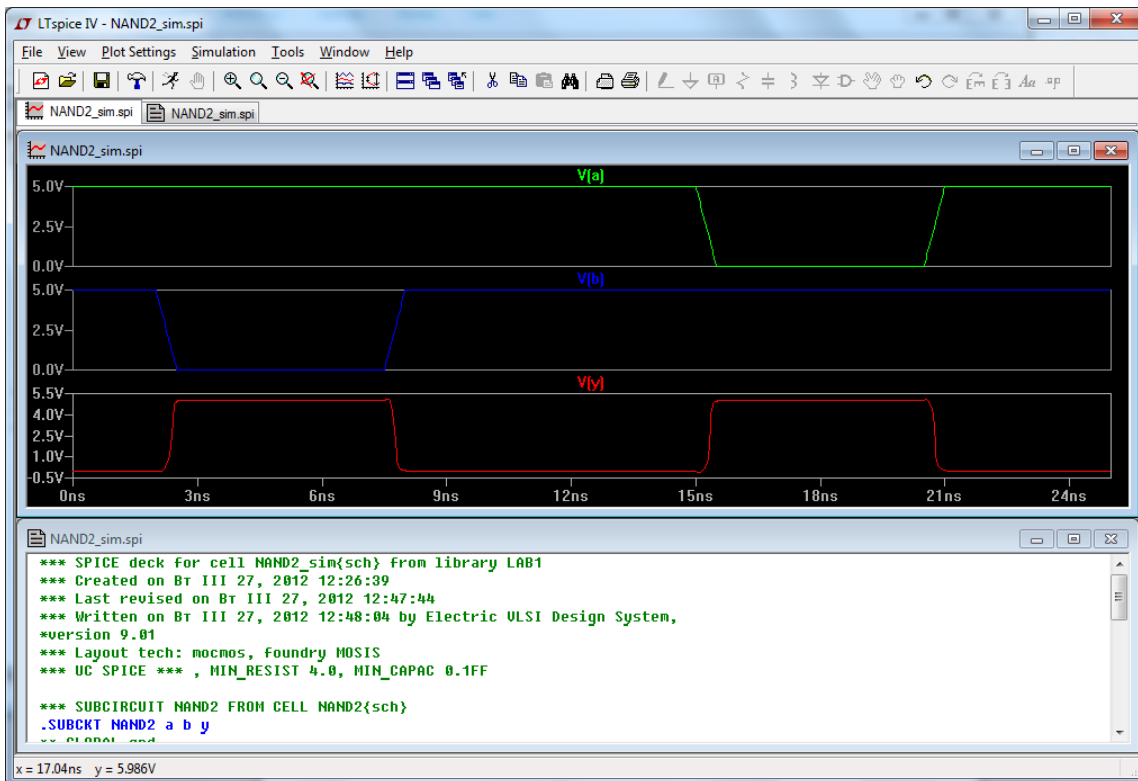 LTspice IV - NAND2_sim.spi
File View Plot Settings Simulation Tools Window Help
Aa .op
NAND2_sim.spi NAND2_sim.spi
NAND2_sim.spi
V(a)
5.0V
2.5V
0.0V
V(b)
5.0V
2.5V
0.0V
V(y)
5.5V
4.0V
2.5V
1.0V
-0.5V
0ns 3ns 6ns 9ns 12ns 15ns 18ns 21ns 24ns
NAND2_sim.spi
*** SPICE deck for cell NAND2_sim{sch} from library LAB1
*** Created on Вт III 27, 2012 12:26:39
*** Last revised on Вт III 27, 2012 12:47:44
*** Written on Вт III 27, 2012 12:48:04 by Electric VLSI Design System,
*version 9.01
*** Layout tech: mocmos, foundry MOSIS
*** UC SPICE *** , MIN_RESIST 4.0, MIN_CAPAC 0.1FF
*** SUBCIRCUIT NAND2 FROM CELL NAND2{sch}
.SUBCKT NAND2 a b y
** GLOBAL gnd
x = 17.04ns y = 5.986V